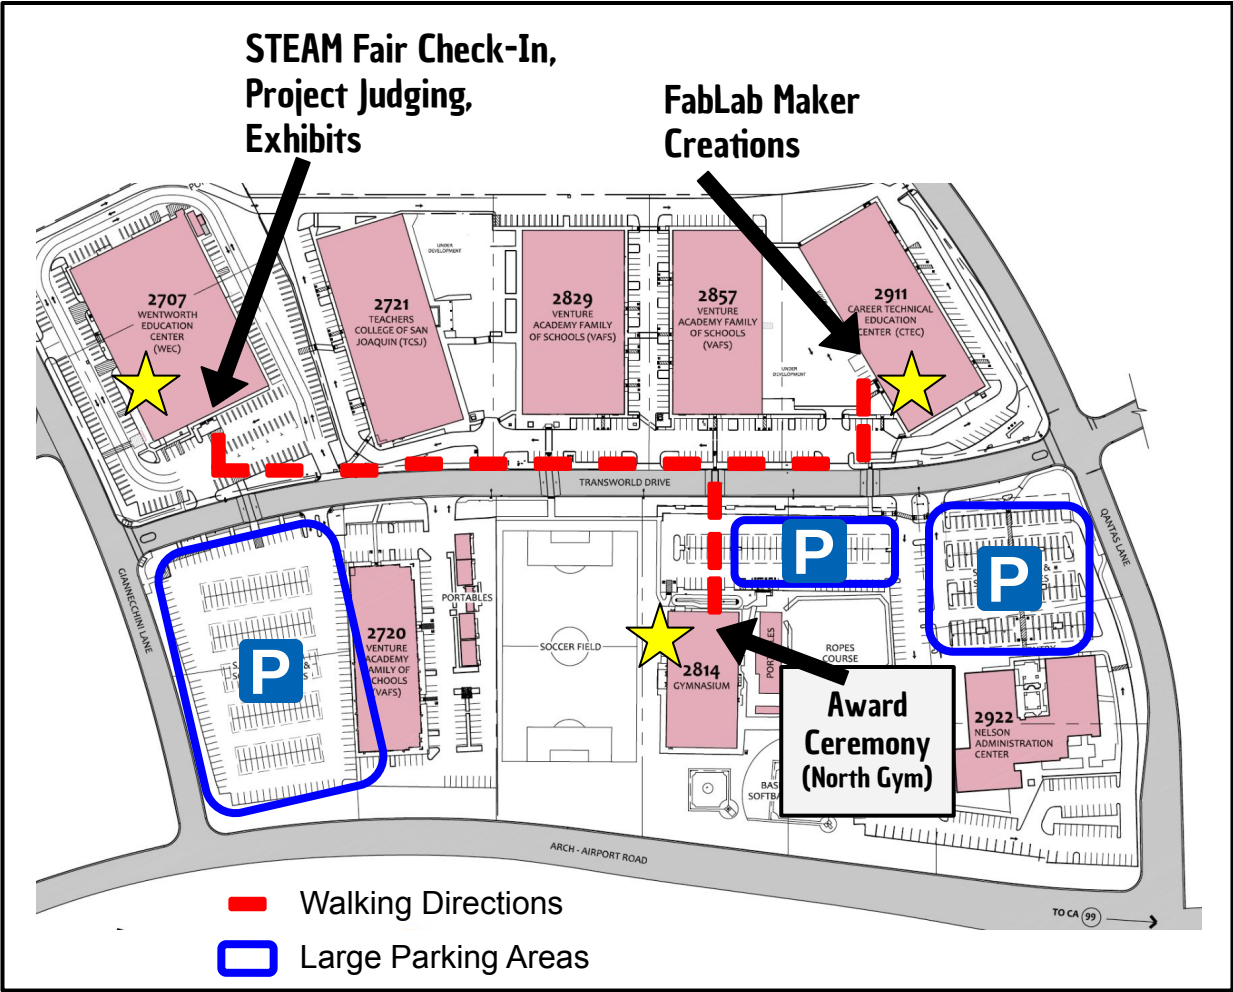 STEAM Fair Check-In,
Project Judging,
Exhibits
FabLab Maker
Creations
2707
WENTWORTH
EDUCATION
CENTER
(WEC)
2721
TEACHERS
COLLEGE OF SAN
JOAQUIN (TCSJ)
UNDER
DEVELOPMENT
2829
VENTURE
ACADEMY FAMILY
OF SCHOOLS (VAFS)
2857
VENTURE
ACADEMY FAMILY
OF SCHOOLS
(VAFS)
UNDER
DEVELOPMENT
2911
CAREER TECHNICAL
EDUCATION
CENTER (CTEC)
TRANSWORLD DRIVE
GIANNECCHINI LANE
QANTAS LANE
P
P
P
2720
VENTURE
ACADEMY
FAMILY OF
SCHOOLS
(VAFS)
PORTABLES
SOCCER FIELD
2814
GYMNASIUM
ROPES
COURSE
Award
Ceremony
(North Gym)
2922
NELSON
ADMINISTRATION
CENTER
ARCH - AIRPORT ROAD
TO CA 99
Walking Directions
Large Parking Areas